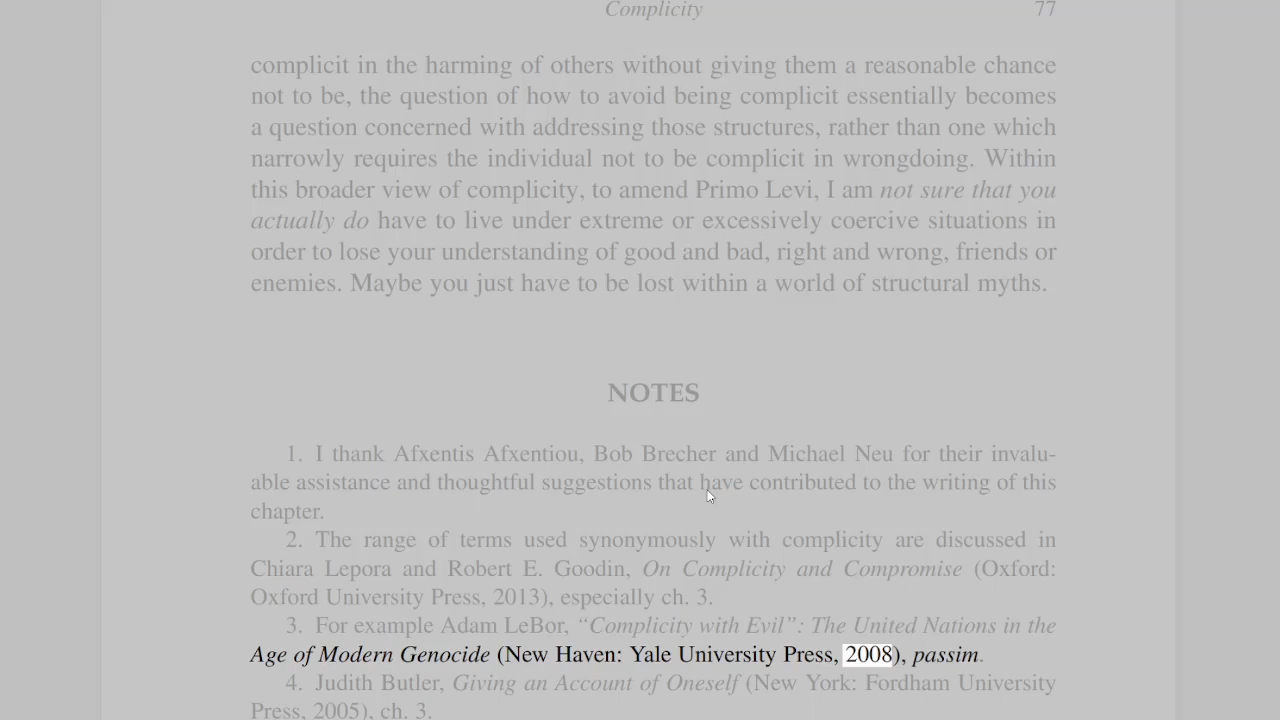 Complicity 77
complicit in the harming of others without giving them a reasonable chance
not to be, the question of how to avoid being complicit essentially becomes
a question concerned with addressing those structures, rather than one which
narrowly requires the individual not to be complicit in wrongdoing. Within
this broader view of complicity, to amend Primo Levi, I am not sure that you
actually do have to live under extreme or excessively coercive situations in
order to lose your understanding of good and bad, right and wrong, friends or
enemies. Maybe you just have to be lost within a world of structural myths.
NOTES
1. I thank Afxentis Afxentiou, Bob Brecher and Michael Neu for their invalu-
able assistance and thoughtful suggestions that have contributed to the writing of this
chapter.
2. The range of terms used synonymously with complicity are discussed in
Chiara Lepora and Robert E. Goodin, On Complicity and Compromise (Oxford:
Oxford University Press, 2013), especially ch. 3.
3. For example Adam LeBor, “Complicity with Evil”: The United Nations in the
Age of Modern Genocide (New Haven: Yale University Press, 2008), passim.
4. Judith Butler, Giving an Account of Oneself (New York: Fordham University
Press, 2005), ch. 3.